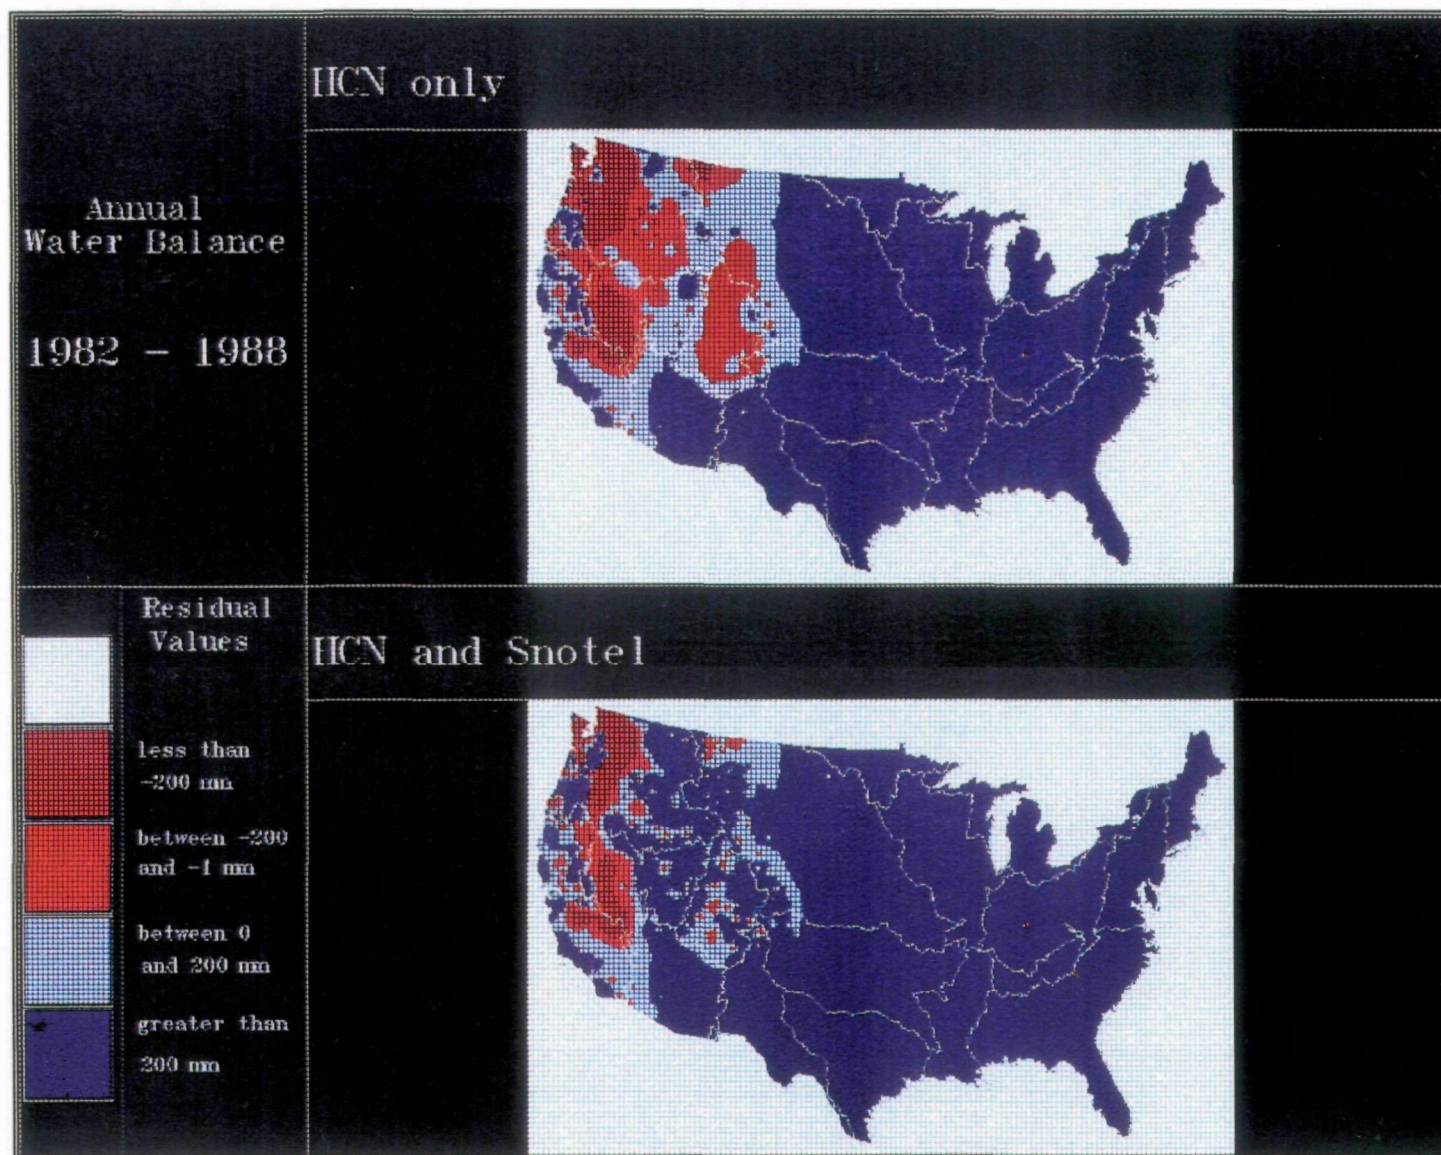 HCN only
Annual
Water Balance
1982 - 1988
Residual
Values
less than
-200 mm
between -200
and -1 mm
between 0
and 200 mm
greater than
200 mm
HCN and Snotel